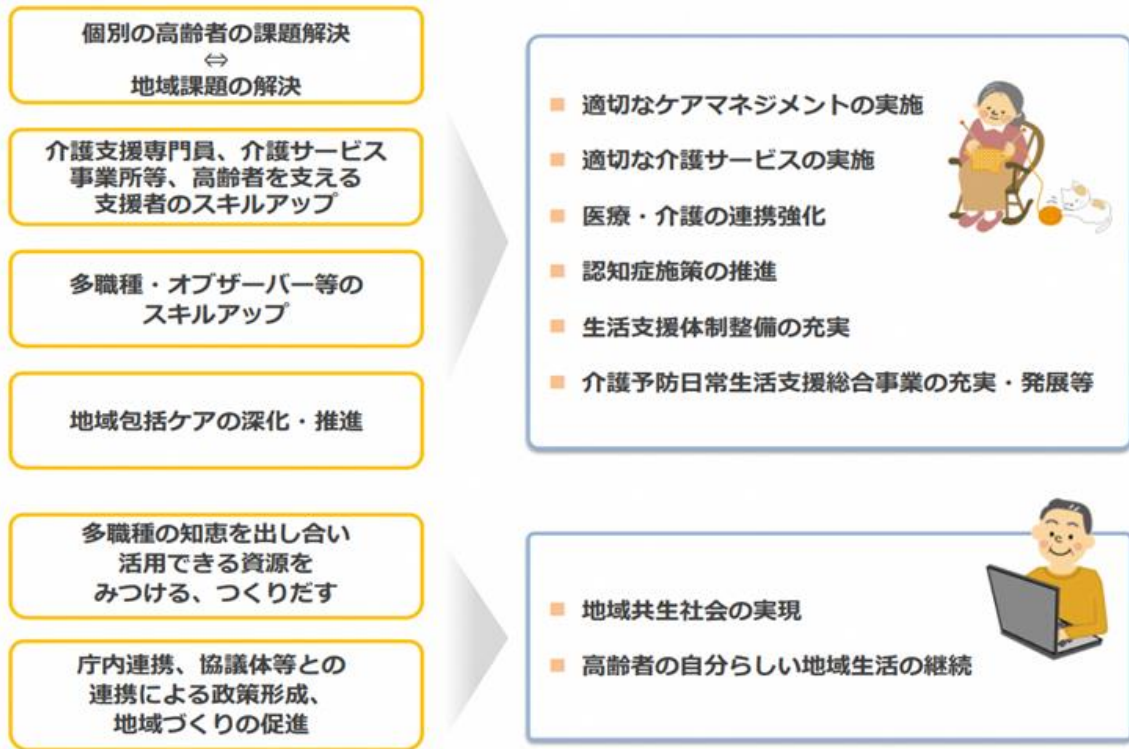 個別の高齢者の課題解決
⇔
地域課題の解決
介護支援専門員、介護サービス
事業所等、高齢者を支える
支援者のスキルアップ
多職種・オブザーバー等の
スキルアップ
地域包括ケアの深化・推進
■ 適切なケアマネジメントの実施
■ 適切な介護サービスの実施
■ 医療・介護の連携強化
■ 認知症施策の推進
■ 生活支援体制整備の充実
■ 介護予防日常生活支援総合事業の充実・発展等
多職種の知恵を出し合い
活用できる資源を
みつける、つくりだす
庁内連携、協議体等との
連携による政策形成、
地域づくりの促進
■ 地域共生社会の実現
■ 高齢者の自分らしい地域生活の継続